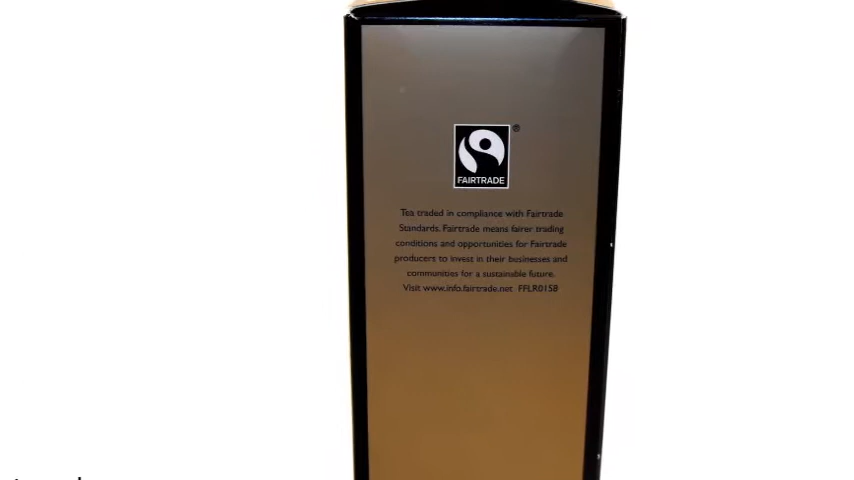 FAIRTRADE
®
Tea traded in compliance with Fairtrade
Standards. Fairtrade means fairer trading
conditions and opportunities for Fairtrade
producers to invest in their businesses and
communities for a sustainable future.
Visit www.info.fairtrade.net FFLR01SB